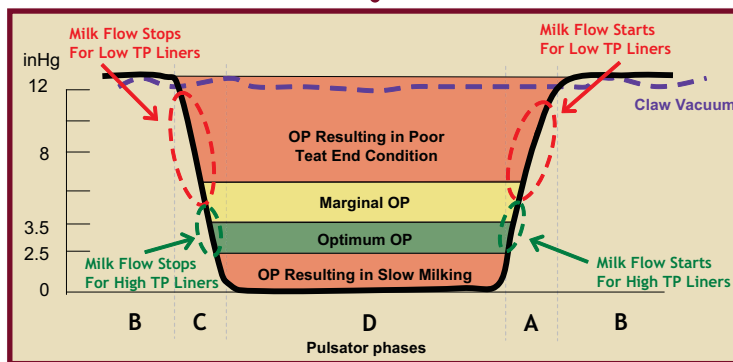 Milk Flow Stops
For Low TP Liners
Milk Flow Starts
For Low TP Liners
inHg
12
Claw Vacuum
OP Resulting in Poor
Teat End Condition
8
Marginal OP
3.5
Optimum OP
2.5
Milk Flow Stops
For High TP Liners
Milk Flow Starts
For High TP Liners
OP Resulting in Slow Milking
0
B C D A B
Pulsator phases